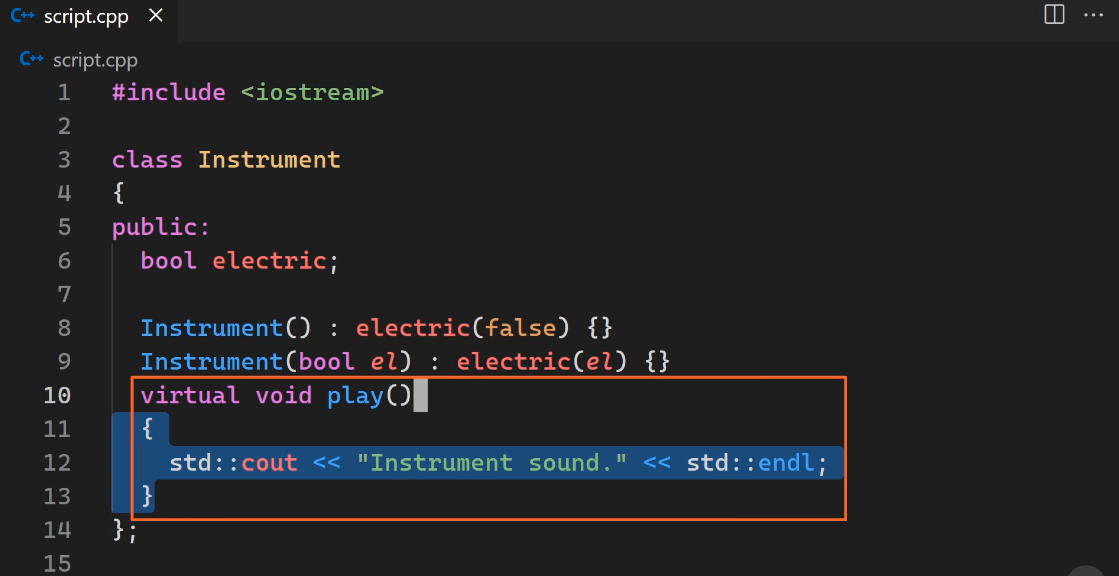 C++ script.cpp ×
C++ script.cpp
1 #include <iostream>
2
3 class Instrument
4 {
5 public:
6   bool electric;
7
8   Instrument() : electric(false) {}
9   Instrument(bool el) : electric(el) {}
10   virtual void play()
11   {
12     std::cout << "Instrument sound." << std::endl;
13   }
14 };
15